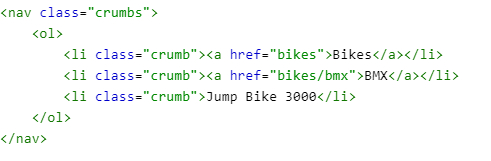 <nav class="crumbs">
    <ol>
        <li class="crumb"><a href="bikes">Bikes</a></li>
        <li class="crumb"><a href="bikes/bmx">BMX</a></li>
        <li class="crumb">Jump Bike 3000</li>
    </ol>
</nav>